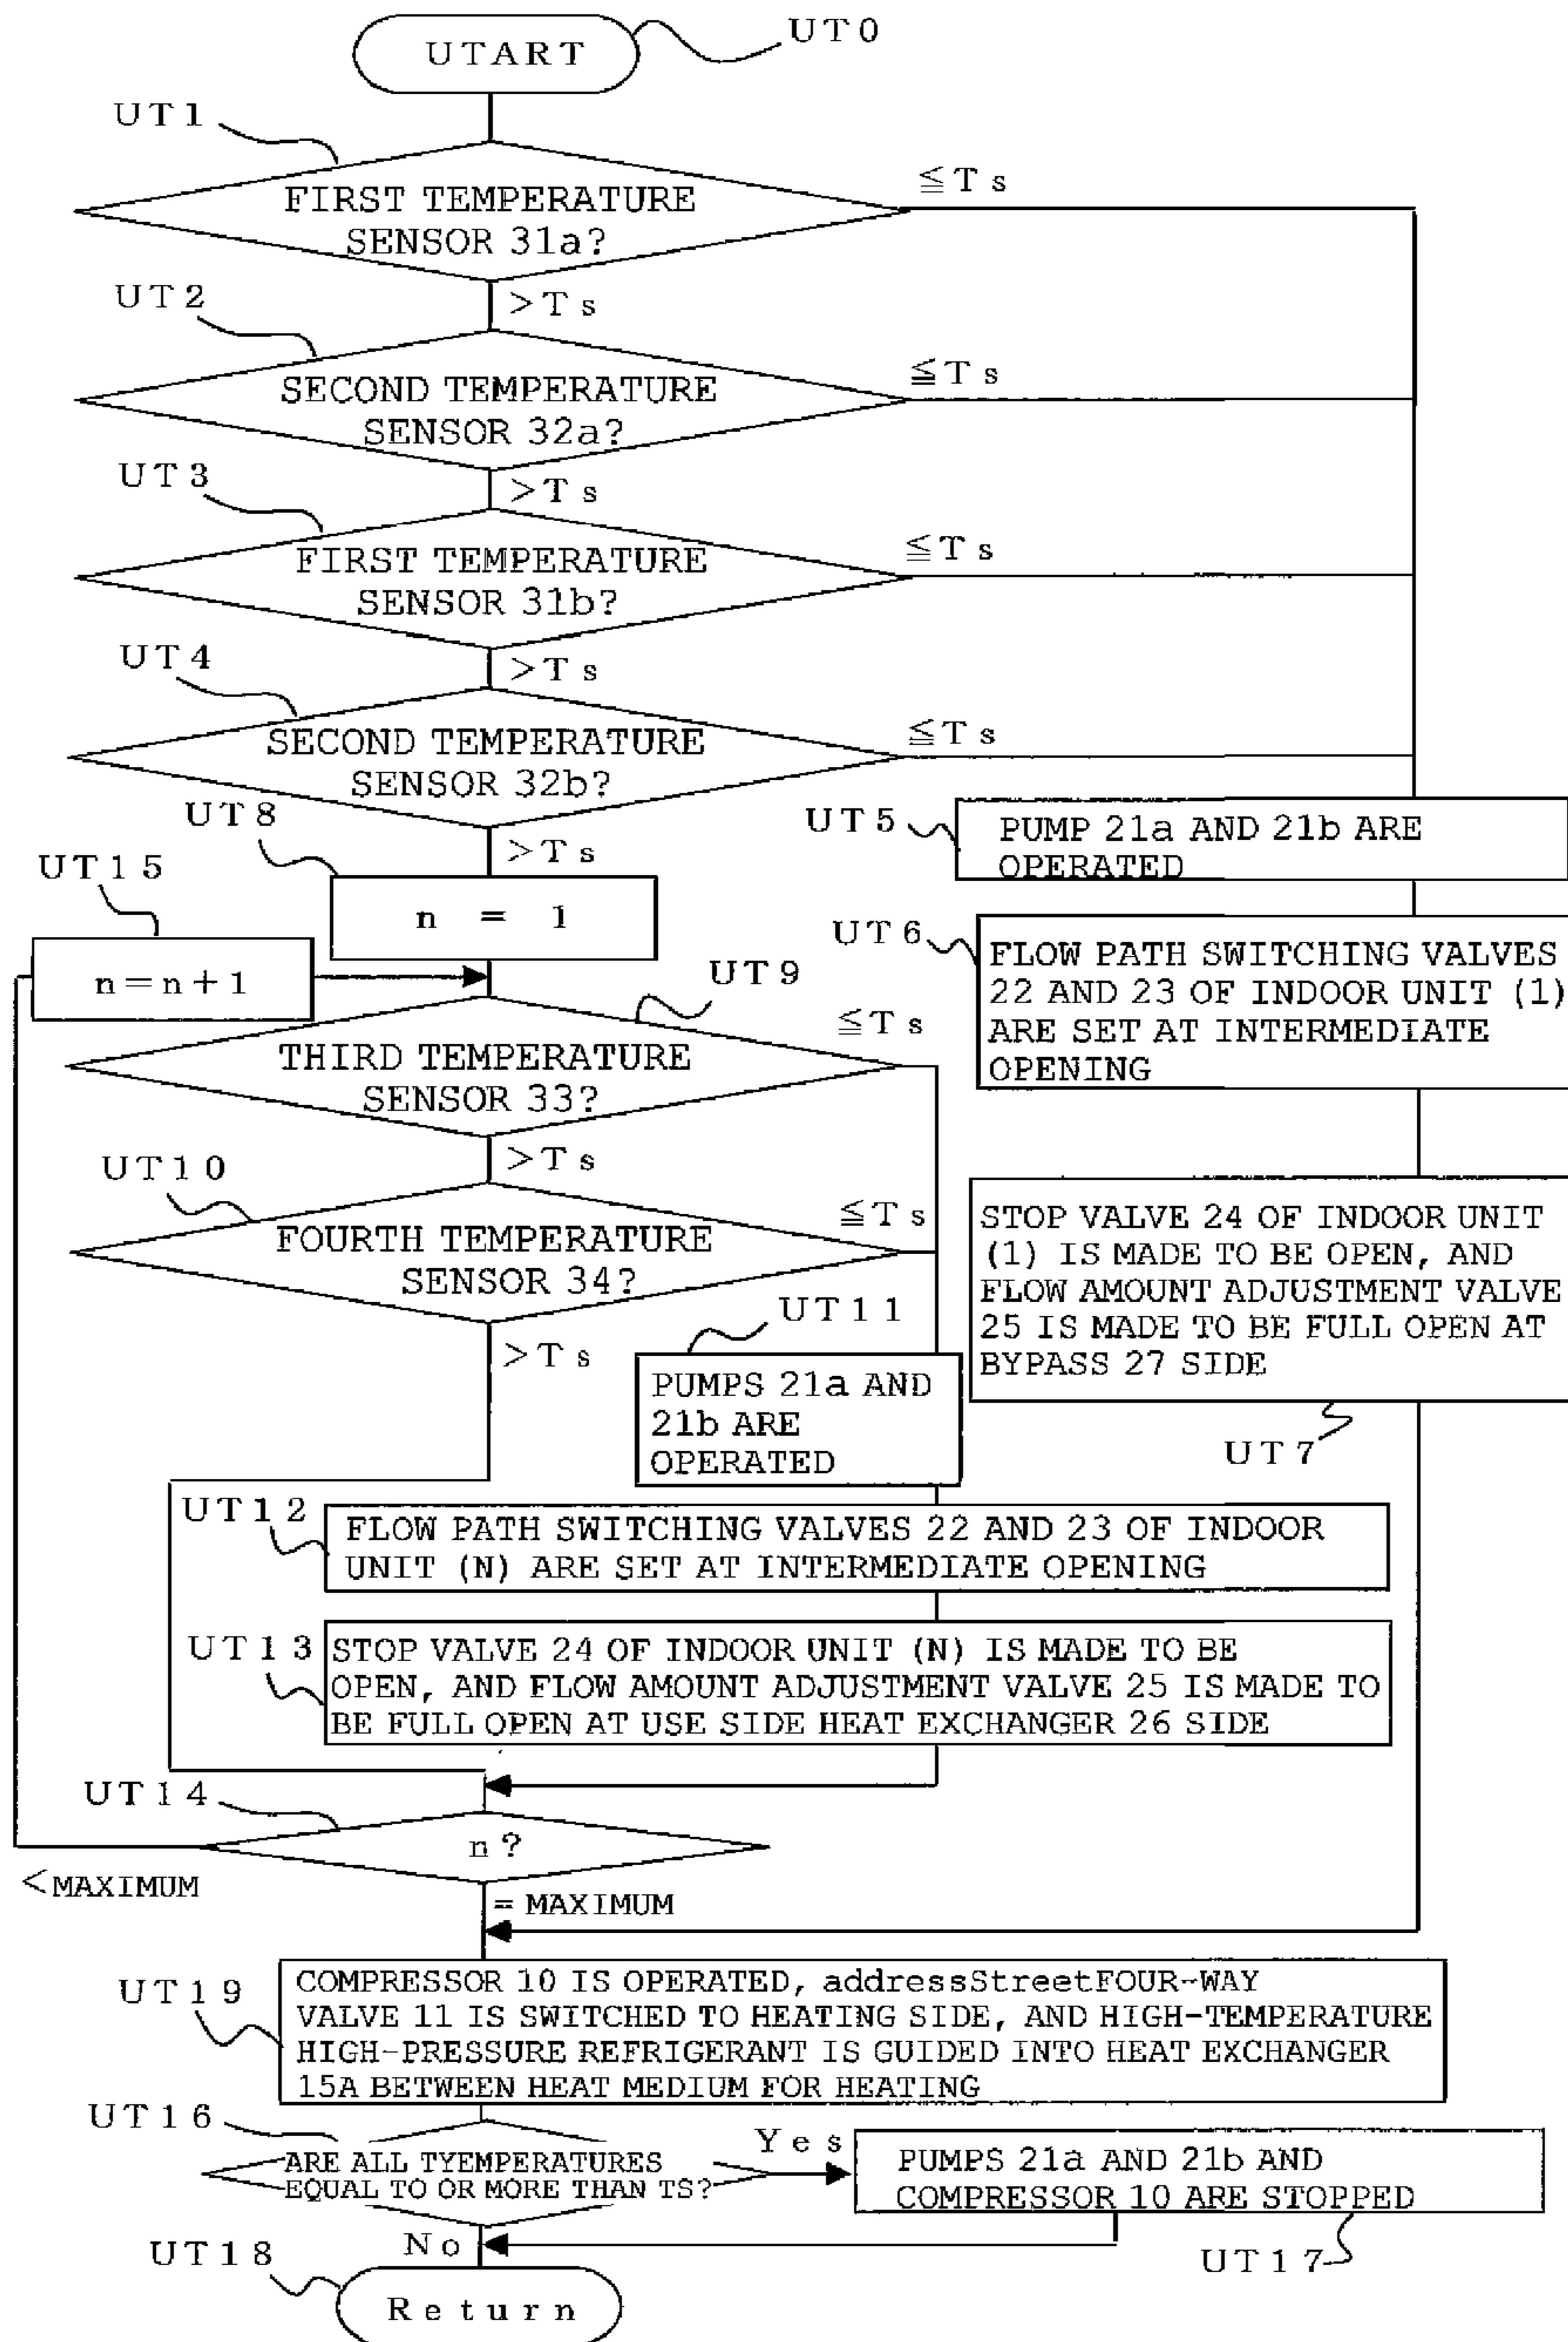 UTART
UT0
UT1
FIRST TEMPERATURE
SENSOR 31a?
≦Ts
>Ts
UT2
SECOND TEMPERATURE
SENSOR 32a?
≦Ts
>Ts
UT3
FIRST TEMPERATURE
SENSOR 31b?
≦Ts
>Ts
UT4
SECOND TEMPERATURE
SENSOR 32b?
≦Ts
>Ts
UT5
PUMP 21a AND 21b ARE
OPERATED
UT6
FLOW PATH SWITCHING VALVES
22 AND 23 OF INDOOR UNIT (1)
ARE SET AT INTERMEDIATE
OPENING
STOP VALVE 24 OF INDOOR UNIT
(1) IS MADE TO BE OPEN, AND
FLOW AMOUNT ADJUSTMENT VALVE
25 IS MADE TO BE FULL OPEN AT
BYPASS 27 SIDE
UT7
UT8
n = 1
UT15
n=n+1
UT9
THIRD TEMPERATURE
SENSOR 33?
≦Ts
>Ts
UT10
FOURTH TEMPERATURE
SENSOR 34?
≦Ts
>Ts
UT11
PUMPS 21a AND
21b ARE
OPERATED
UT12
FLOW PATH SWITCHING VALVES 22 AND 23 OF INDOOR
UNIT (N) ARE SET AT INTERMEDIATE OPENING
UT13
STOP VALVE 24 OF INDOOR UNIT (N) IS MADE TO BE
OPEN, AND FLOW AMOUNT ADJUSTMENT VALVE 25 IS MADE TO
BE FULL OPEN AT USE SIDE HEAT EXCHANGER 26 SIDE
UT14
n?
<MAXIMUM
= MAXIMUM
UT19
COMPRESSOR 10 IS OPERATED, addressStreetFOUR-WAY
VALVE 11 IS SWITCHED TO HEATING SIDE, AND HIGH-TEMPERATURE
HIGH-PRESSURE REFRIGERANT IS GUIDED INTO HEAT EXCHANGER
15A BETWEEN HEAT MEDIUM FOR HEATING
UT16
ARE ALL TYEMPERATURES
EQUAL TO OR MORE THAN TS?
Yes
PUMPS 21a AND 21b AND
COMPRESSOR 10 ARE STOPPED
UT17
No
UT18
Return